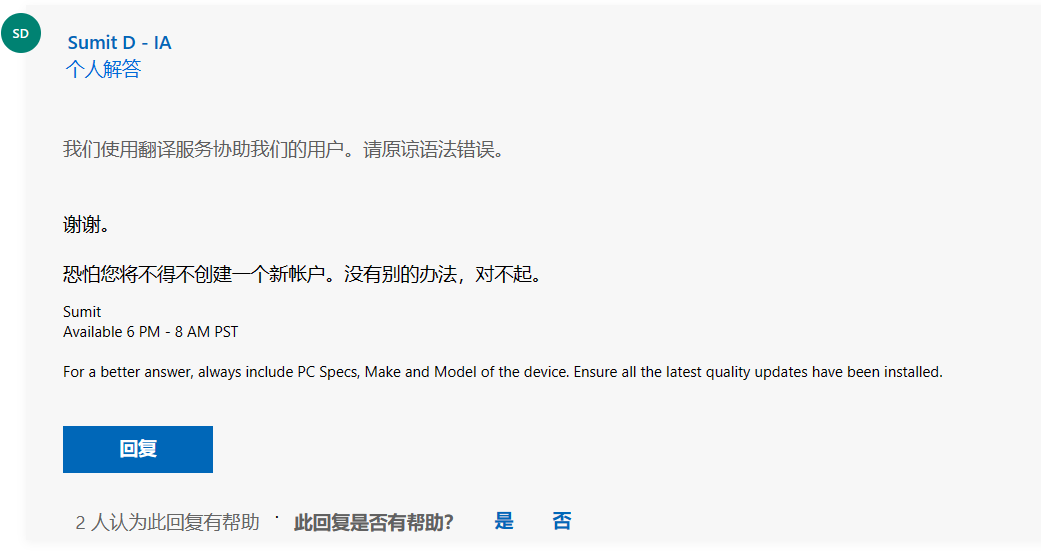 SD
Sumit D - IA
个人解答
我们使用翻译服务协助我们的用户。请原谅语法错误。
谢谢。
恐怕您将不得不创建一个新帐户。没有别的办法，对不起。
Sumit
Available 6 PM - 8 AM PST
For a better answer, always include PC Specs, Make and Model of the device. Ensure all the latest quality updates have been installed.
回复
2 人认为此回复有帮助 · 此回复是否有帮助? 是 否